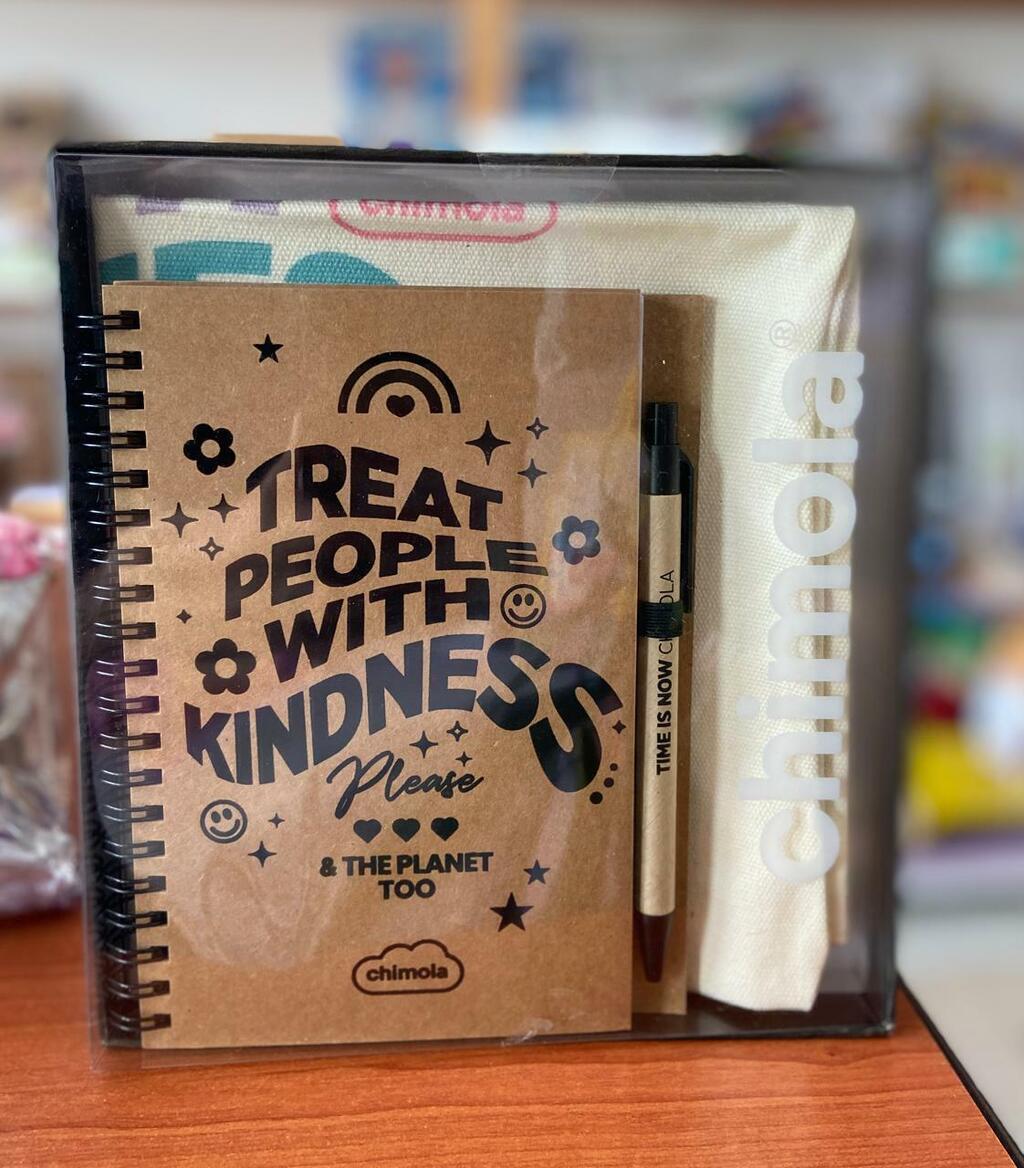 chimola
TREAT
PEOPLE
WITH
KINDNESS
Please
& THE PLANET
TOO
chimola
TIME IS NOW CHIMOLA
chimola®